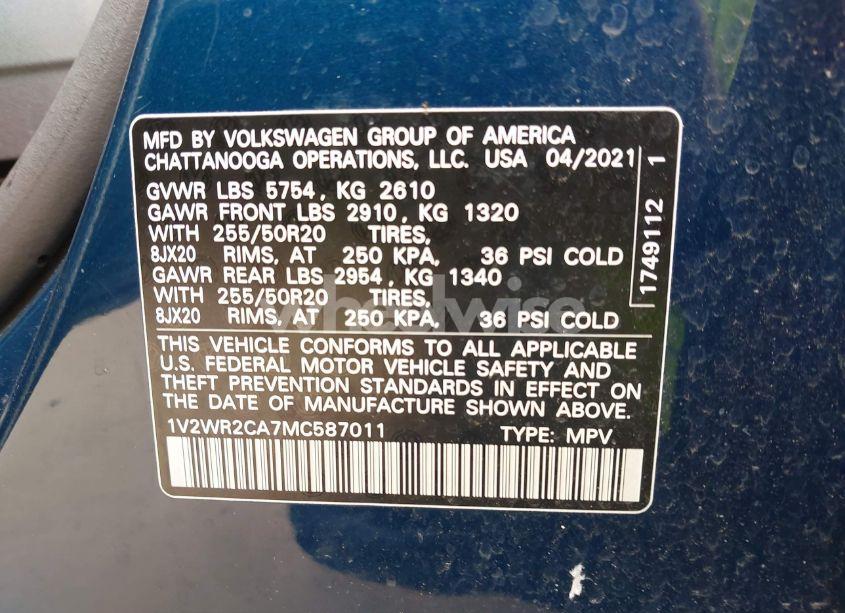 MFD BY VOLKSWAGEN GROUP OF AMERICA
CHATTANOOGA OPERATIONS, LLC. USA 04/2021
GVWR LBS 5754, KG 2610
GAWR FRONT LBS 2910, KG 1320
WITH 255/50R20 TIRES,
8JX20 RIMS, AT 250 KPA, 36 PSI COLD
GAWR REAR LBS 2954, KG 1340
WITH 255/50R20 TIRES,
8JX20 RIMS, AT 250 KPA, 36 PSI COLD
THIS VEHICLE CONFORMS TO ALL APPLICABLE
U.S. FEDERAL MOTOR VEHICLE SAFETY AND
THEFT PREVENTION STANDARDS IN EFFECT ON
THE DATE OF MANUFACTURE SHOWN ABOVE.
1V2WR2CA7MC587011 TYPE: MPV
1749112 1
wheelwise